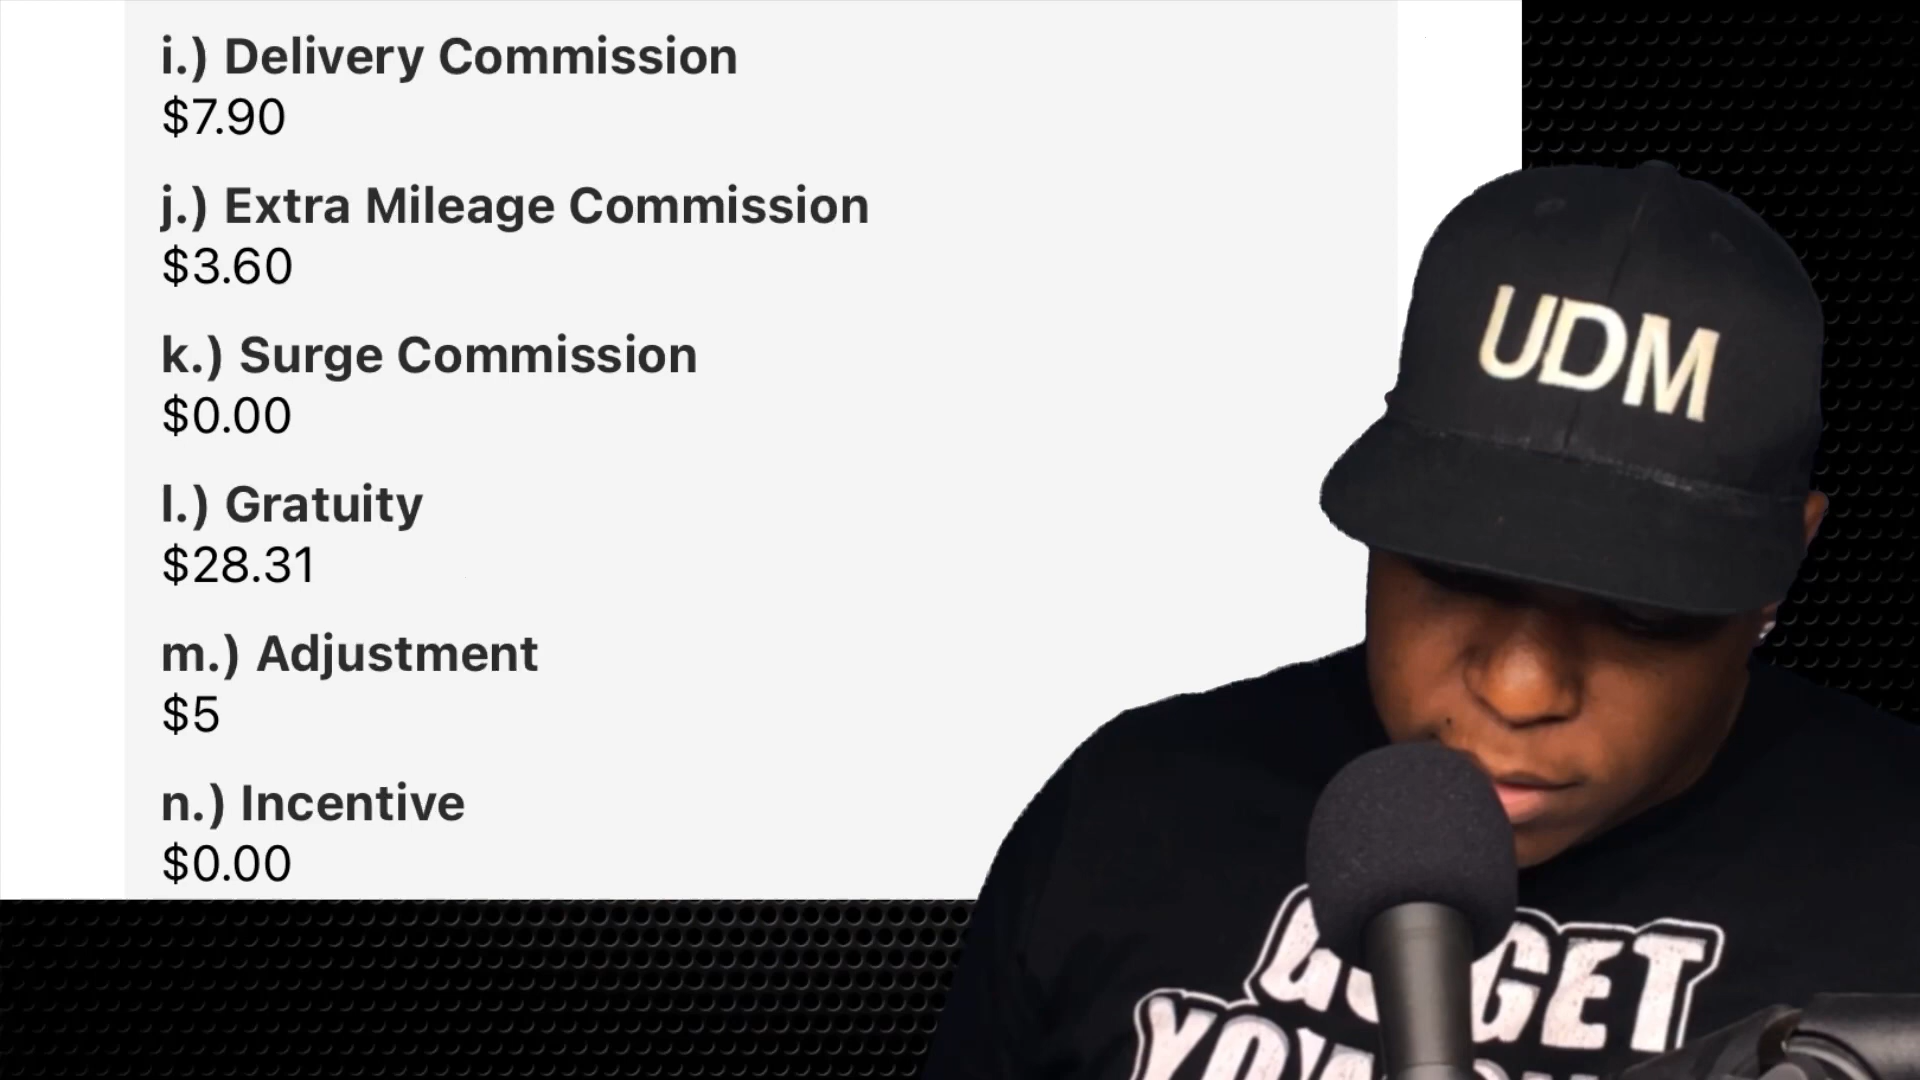 i.) Delivery Commission
$7.90
j.) Extra Mileage Commission
$3.60
k.) Surge Commission
$0.00
l.) Gratuity
$28.31
m.) Adjustment
$5
n.) Incentive
$0.00
UDM
GET